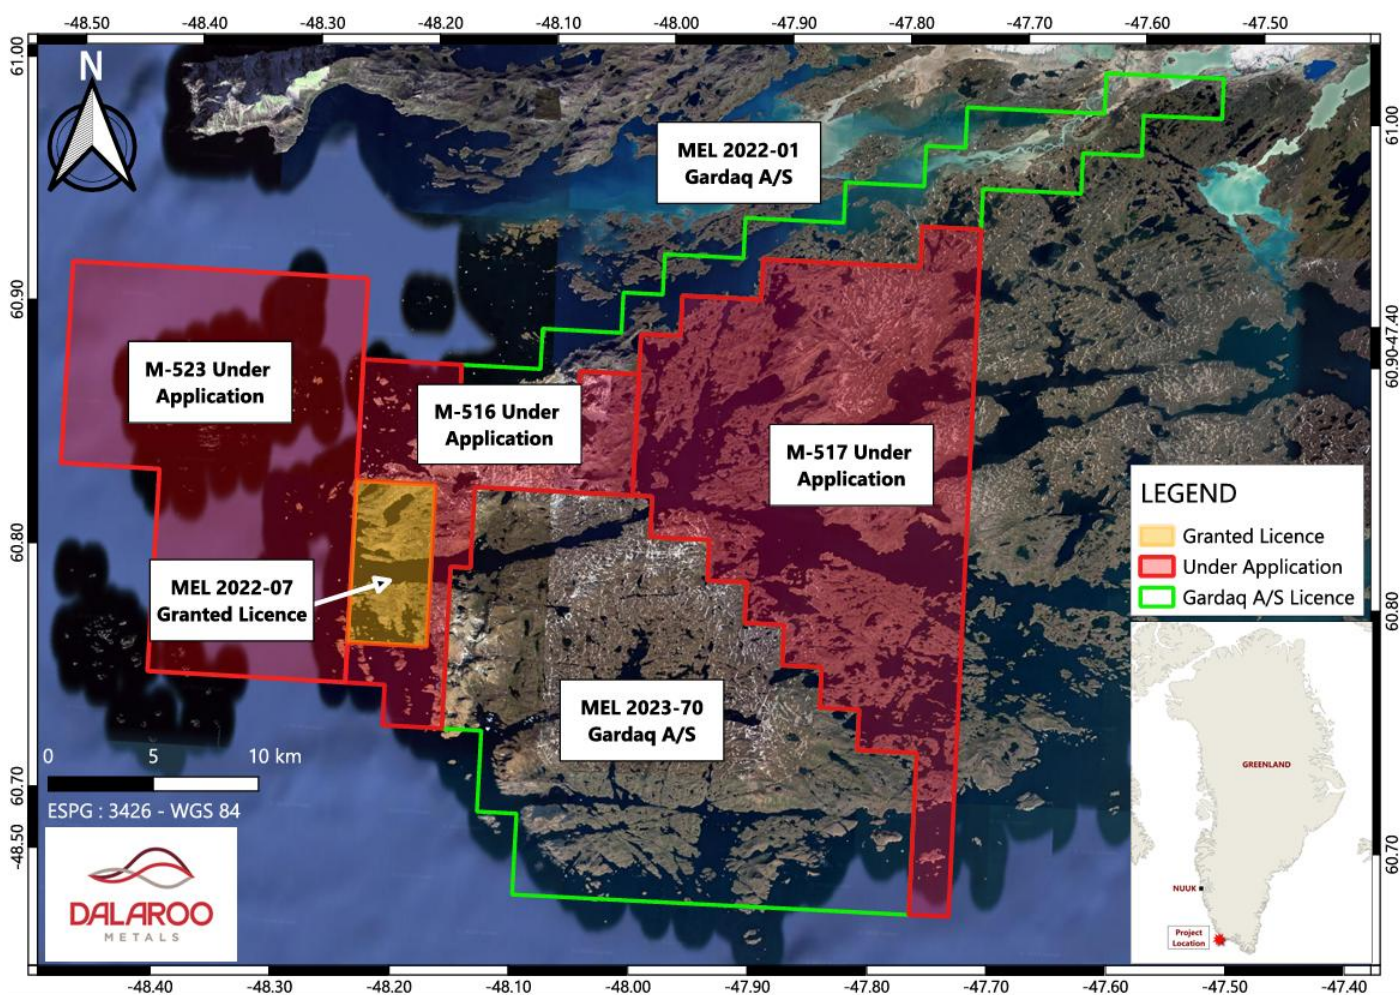 -48.50 -48.40 -48.30 -48.20 -48.10 -48.00 -47.90 -47.80 -47.70 -47.60 -47.50
61.00
N
61.00
MEL 2022-01
Gardaq A/S
60.90
60.90-47.40
M-523 Under
Application
M-516 Under
Application
M-517 Under
Application
LEGEND
Granted Licence
Under Application
Gardaq A/S Licence
60.80
60.80
MEL 2022-07
Granted Licence
MEL 2023-70
Gardaq A/S
0 5 10 km
ESPG : 3426 - WGS 84
60.70
-48.50
60.70
DALAROO
METALS
GREENLAND
NUUK
Project
Location
-48.40 -48.30 -48.20 -48.10 -48.00 -47.90 -47.80 -47.70 -47.60 -47.50 -47.40